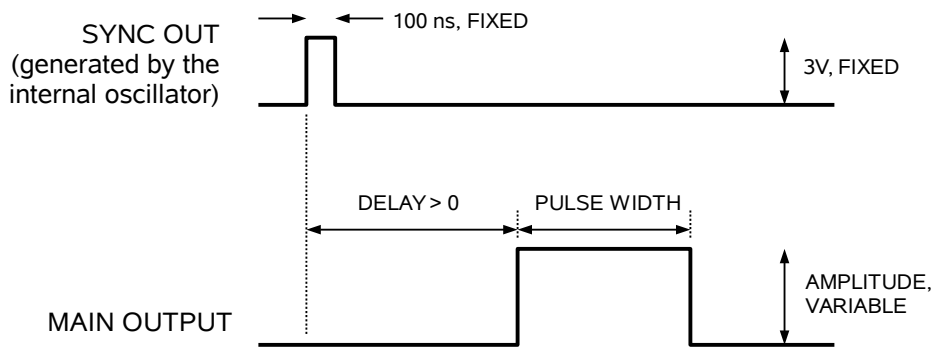 100 ns, FIXED
SYNC OUT
(generated by the
internal oscillator)
3V, FIXED
DELAY > 0
PULSE WIDTH
AMPLITUDE,
VARIABLE
MAIN OUTPUT